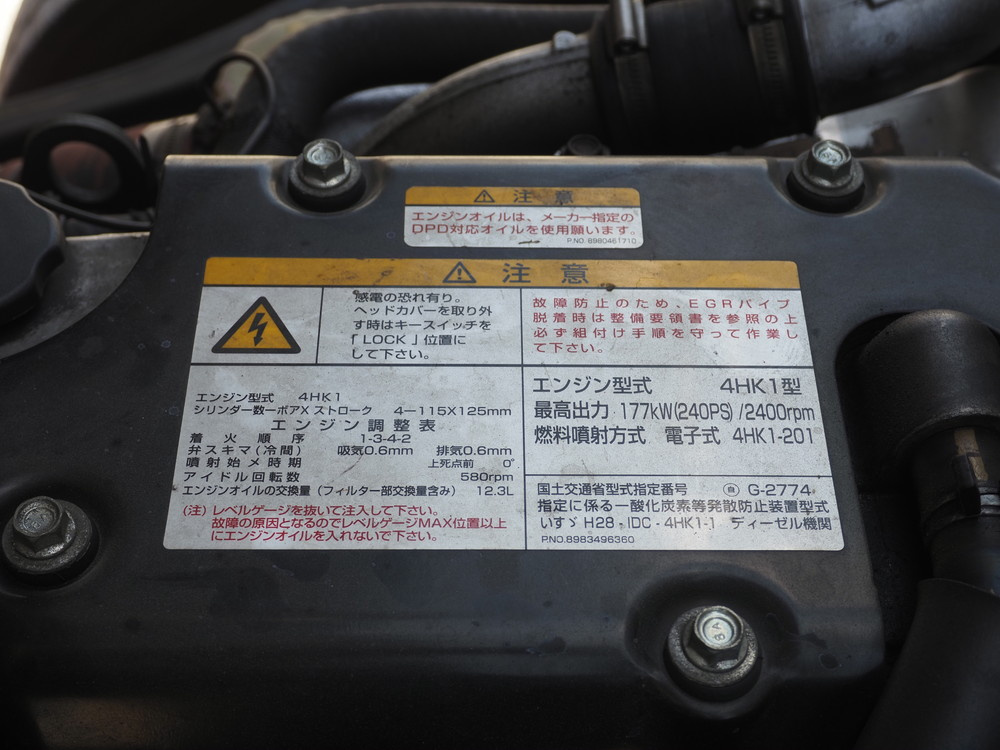 ⚠ 注意
エンジンオイルは、メーカー指定の
DPD対応オイルを使用願います。
P.NO. 8980461710
⚠ 注意
感電の恐れ有り。
ヘッドカバーを取り外
す時はキースイッチを
「LOCK」位置に
して下さい。
故障防止のため、EGRパイプ
脱着時は整備要領書を参照の上
必ず組付け手順を守って作業し
て下さい。
エンジン型式 4HK1
シリンダー数ーボアX ストローク 4ー115X125mm
エンジン調整表
着火順序 1-3-4-2
弁スキマ(冷間) 吸気0.6mm 排気0.6mm
噴射始メ時期 上死点前 0°
アイドル回転数 580rpm
エンジンオイルの交換量(フィルター部交換量含み) 12.3L
(注) レベルゲージを抜いて注入して下さい。
故障の原因となるのでレベルゲージMAX位置以上
にエンジンオイルを入れないで下さい。
エンジン型式 4HK1型
最高出力 177kW(240PS) /2400rpm
燃料噴射方式 電子式 4HK1-201
国土交通省型式指定番号 ㊠ G-2774
指定に係る一酸化炭素等発散防止装置型式
いすゞ H28 - IDC - 4HK1-1 ディーゼル機関
P.NO.8983496360